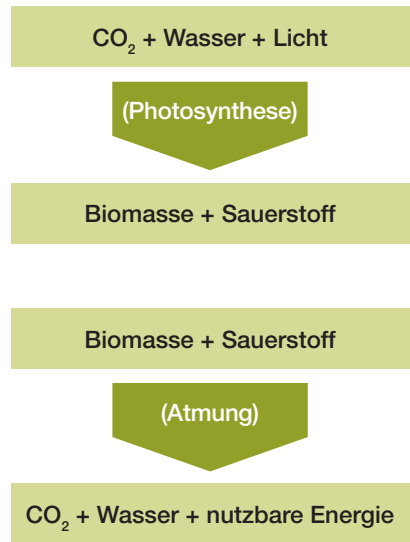 CO₂ + Wasser + Licht
(Photosynthese)
Biomasse + Sauerstoff
Biomasse + Sauerstoff
(Atmung)
CO₂ + Wasser + nutzbare Energie